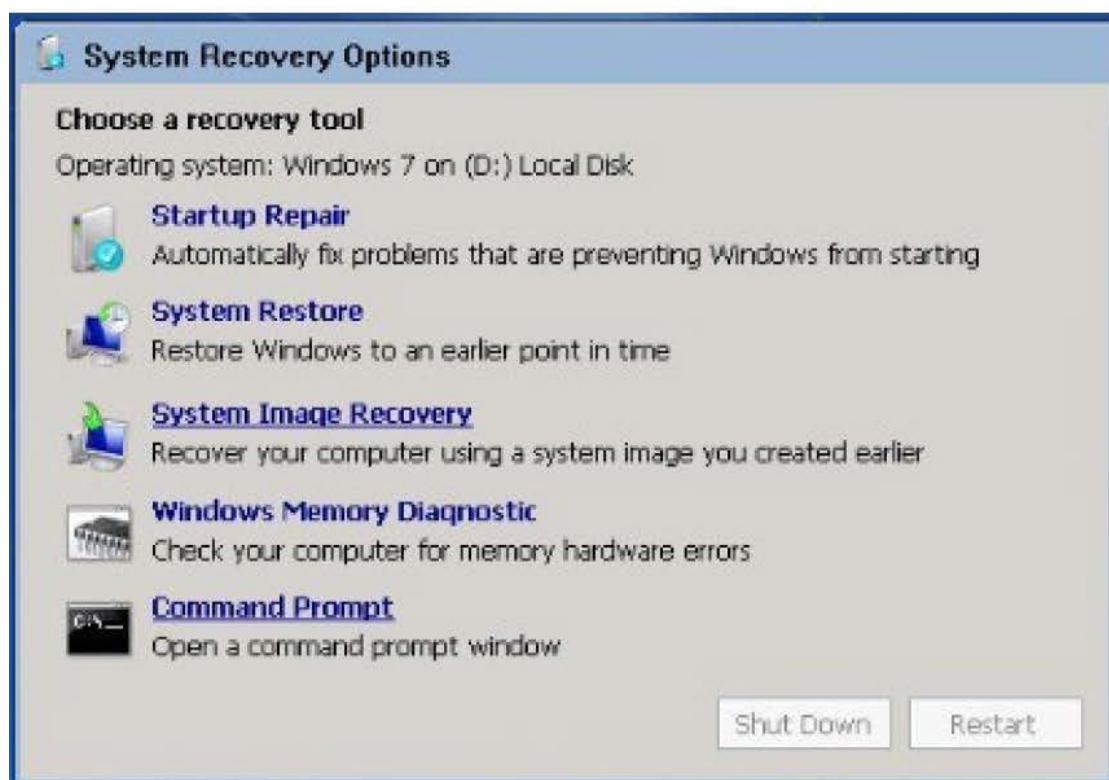 System Recovery Options
Choose a recovery tool
Operating system: Windows 7 on (D:) Local Disk
Startup Repair
Automatically fix problems that are preventing Windows from starting
System Restore
Restore Windows to an earlier point in time
System Image Recovery
Recover your computer using a system image you created earlier
Windows Memory Diagnostic
Check your computer for memory hardware errors
C:\_
Command Prompt
Open a command prompt window
Shut Down
Restart